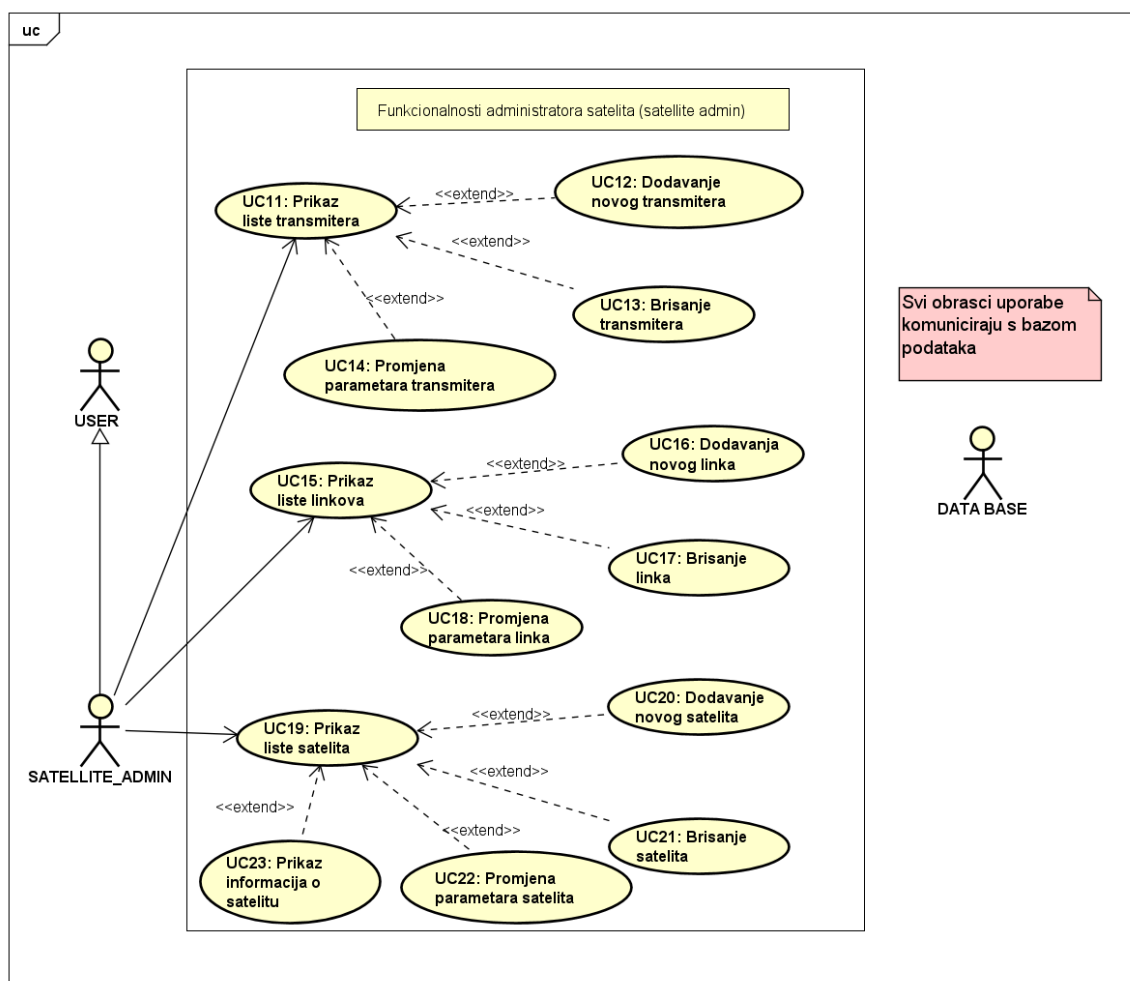 uc
Funkcionalnosti administratora satelita (satellite admin)
UC11: Prikaz
liste transmitera
<<extend>>
UC12: Dodavanje
novog transmitera
<<extend>>
UC13: Brisanje
transmitera
<<extend>>
UC14: Promjena
parametara transmitera
Svi obrasci uporabe
komuniciraju s bazom
podataka
USER
DATA BASE
UC15: Prikaz
liste linkova
<<extend>>
UC16: Dodavanja
novog linka
<<extend>>
UC17: Brisanje
linka
<<extend>>
UC18: Promjena
parametara linka
SATELLITE_ADMIN
UC19: Prikaz
liste satelita
<<extend>>
UC20: Dodavanje
novog satelita
<<extend>>
UC21: Brisanje
satelita
<<extend>>
UC23: Prikaz
informacija o
satelitu
<<extend>>
UC22: Promjena
parametara satelita